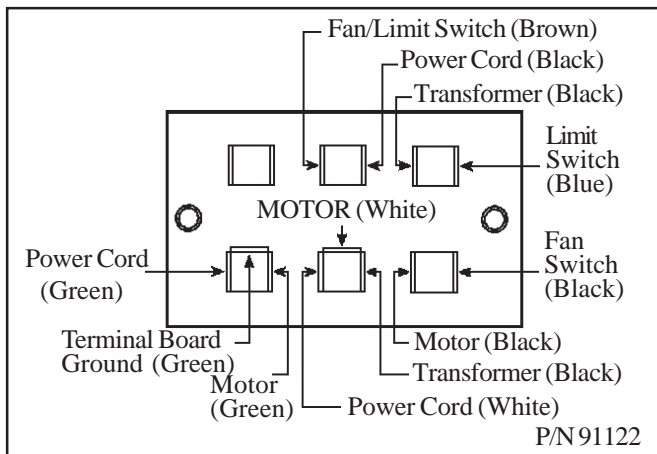 Fan/Limit Switch (Brown)
Power Cord (Black)
Transformer (Black)
Limit
Switch
(Blue)
MOTOR (White)
Power Cord
(Green)
Fan
Switch
(Black)
Terminal Board
Ground (Green)
Motor
(Green)
Motor (Black)
Transformer (Black)
Power Cord (White)
P/N 91122